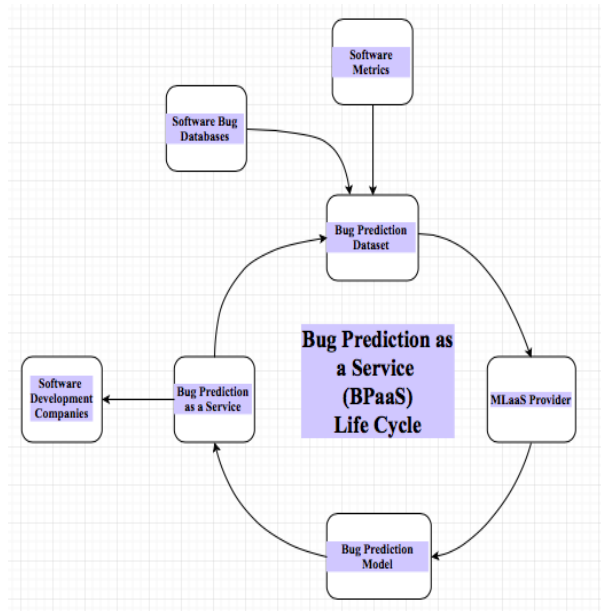 Software
Metrics
Software Bug
Databases
Bug Prediction
Dataset
Bug Prediction as
a Service
(BPaaS)
Life Cycle
Software
Development
Companies
Bug Prediction
as a Service
MLaaS Provider
Bug Prediction
Model